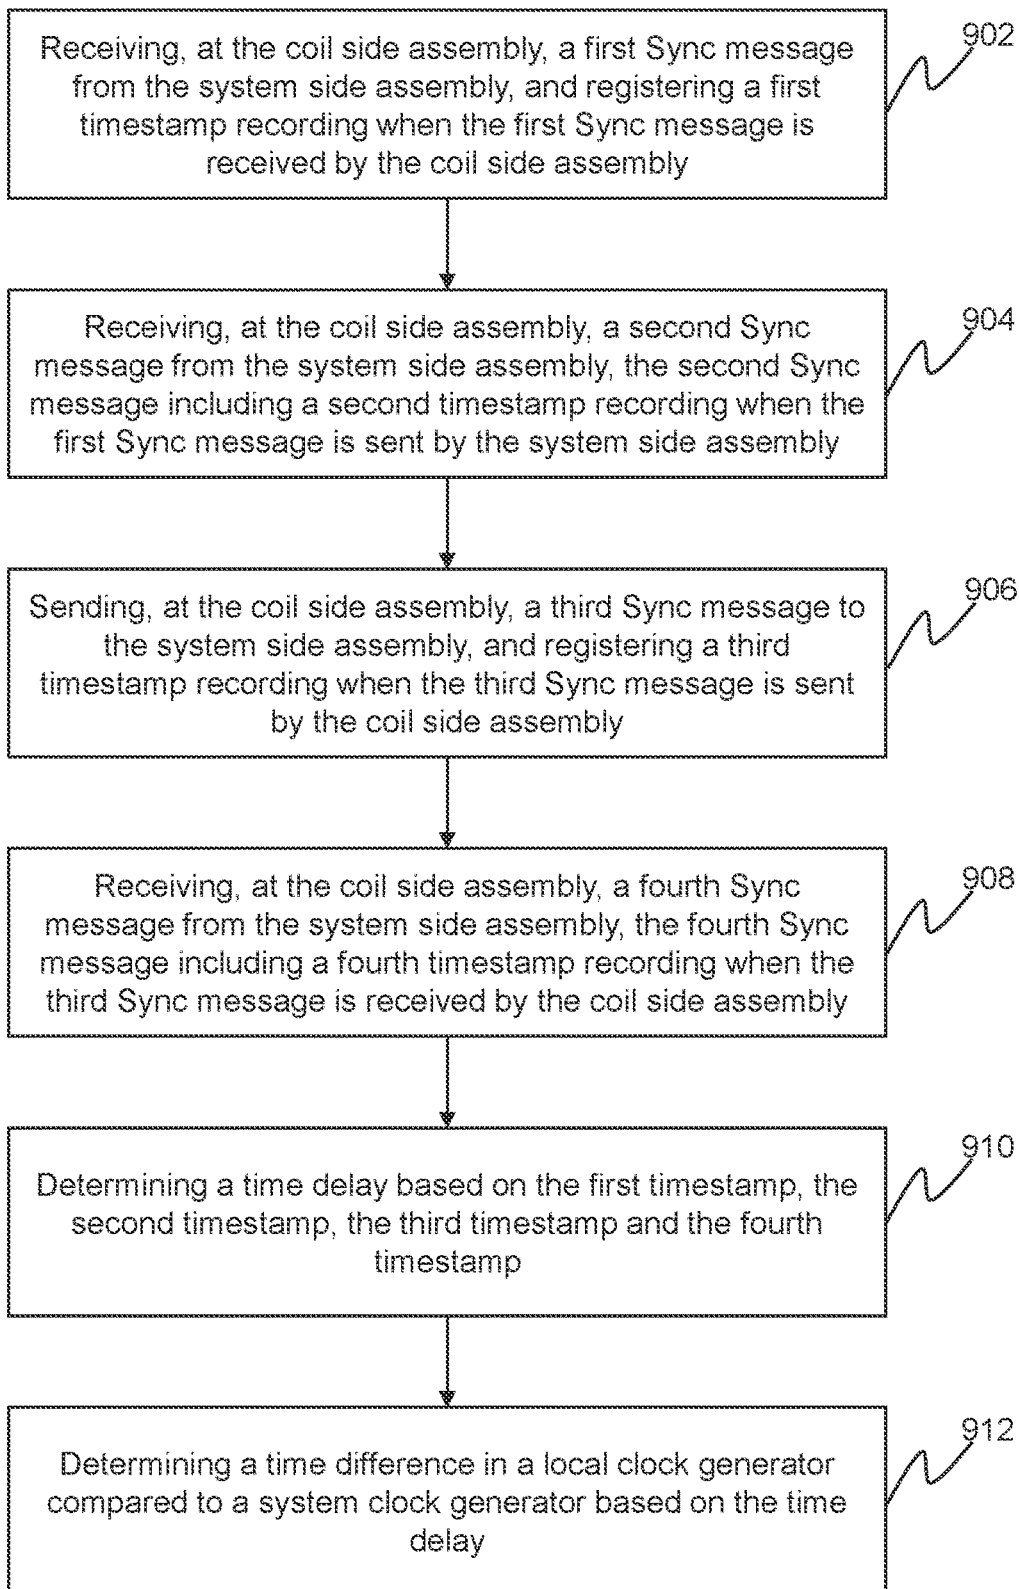 Receiving, at the coil side assembly, a first Sync message
from the system side assembly, and registering a first
timestamp recording when the first Sync message is
received by the coil side assembly
902
Receiving, at the coil side assembly, a second Sync
message from the system side assembly, the second Sync
message including a second timestamp recording when the
first Sync message is sent by the system side assembly
904
Sending, at the coil side assembly, a third Sync message to
the system side assembly, and registering a third
timestamp recording when the third Sync message is sent
by the coil side assembly
906
Receiving, at the coil side assembly, a fourth Sync
message from the system side assembly, the fourth Sync
message including a fourth timestamp recording when the
third Sync message is received by the coil side assembly
908
Determining a time delay based on the first timestamp, the
second timestamp, the third timestamp and the fourth
timestamp
910
Determining a time difference in a local clock generator
compared to a system clock generator based on the time
delay
912